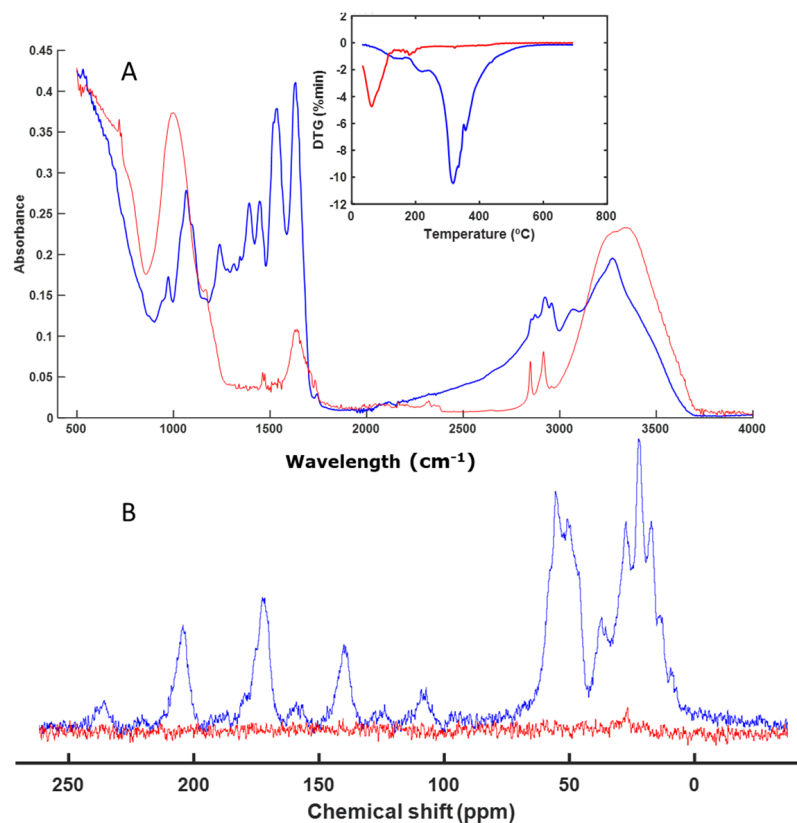 A
Absorbance
0.45
0.4
0.35
0.3
0.25
0.2
0.15
0.1
0.05
0
500 1000 1500 2000 2500 3000 3500 4000
Wavelength (cm-1)
DTG (%min)
2
0
-2
-4
-6
-8
-10
-12
0 200 400 600 800
Temperature (ºC)
B
250 200 150 100 50 0
Chemical shift (ppm)